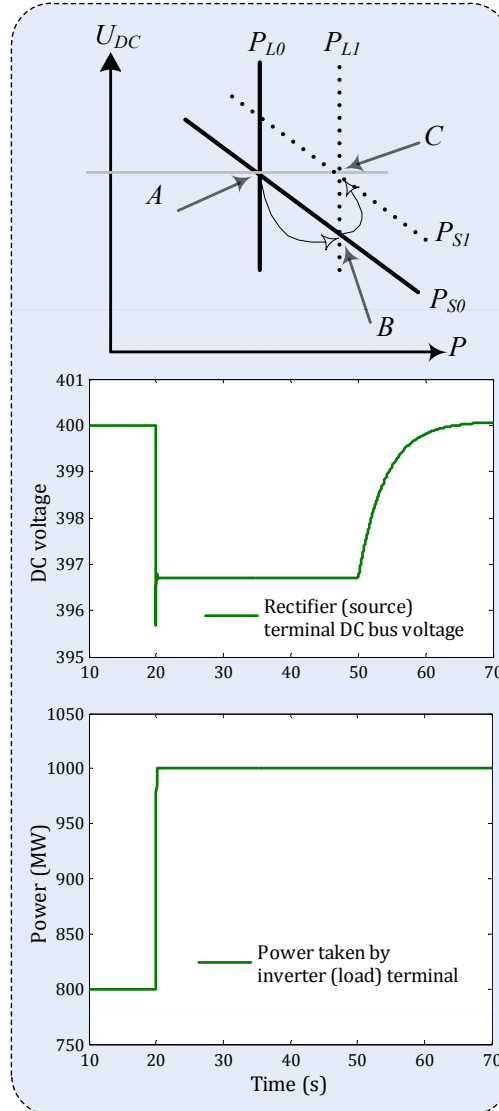 U_DC
P_L0 P_L1
C
A
P_S1
P_S0
B
P
401
400
399
398
397
396
395
DC voltage
Rectifier (source)
terminal DC bus voltage
10 20 30 40 50 60 70
1050
1000
950
900
850
800
750
Power (MW)
Power taken by
inverter (load) terminal
10 20 30 40 50 60 70
Time (s)